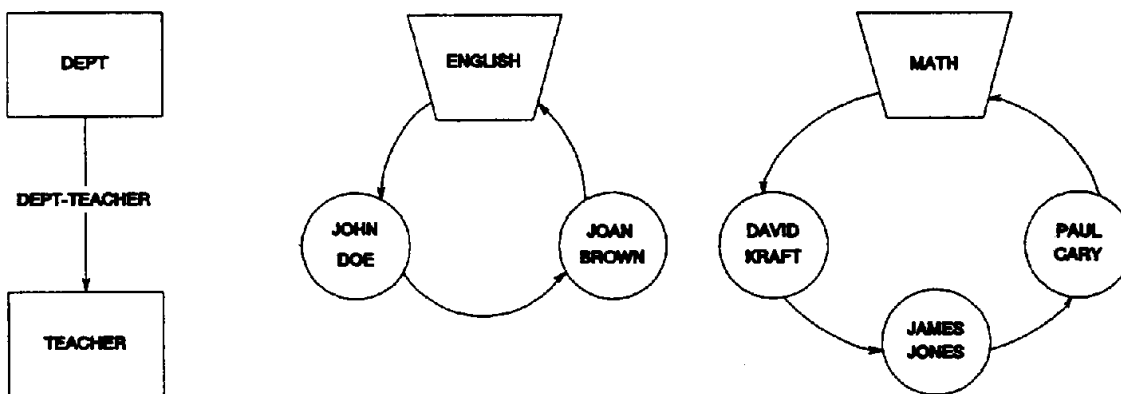 DEPT
DEPT-TEACHER
TEACHER
ENGLISH
JOHN
DOE
JOAN
BROWN
MATH
DAVID
KRAFT
JAMES
JONES
PAUL
CARY